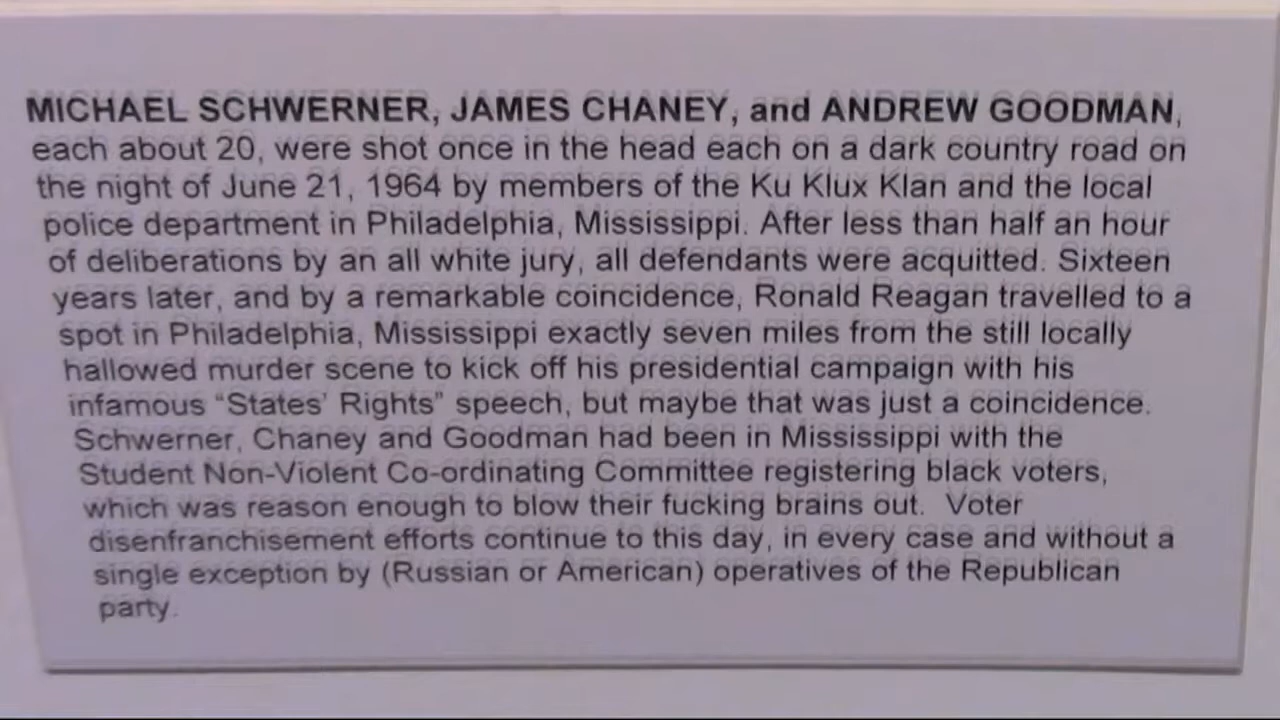 MICHAEL SCHWERNER, JAMES CHANEY, and ANDREW GOODMAN,
each about 20, were shot once in the head each on a dark country road on
the night of June 21, 1964 by members of the Ku Klux Klan and the local
police department in Philadelphia, Mississippi. After less than half an hour
of deliberations by an all white jury, all defendants were acquitted. Sixteen
years later, and by a remarkable coincidence, Ronald Reagan travelled to a
spot in Philadelphia, Mississippi exactly seven miles from the still locally
hallowed murder scene to kick off his presidential campaign with his
infamous “States’ Rights” speech, but maybe that was just a coincidence.
Schwerner, Chaney and Goodman had been in Mississippi with the
Student Non-Violent Co-ordinating Committee registering black voters,
which was reason enough to blow their fucking brains out.  Voter
disenfranchisement efforts continue to this day, in every case and without a
single exception by (Russian or American) operatives of the Republican
party.